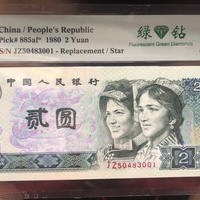 China / People's Republic
Pick# 885af* 1980 2 Yuan
S/N JZ50483001 - Replacement / Star
绿 钻
Fluorescent Green Diamonds
中国人民银行
贰圆
JZ50483001
2